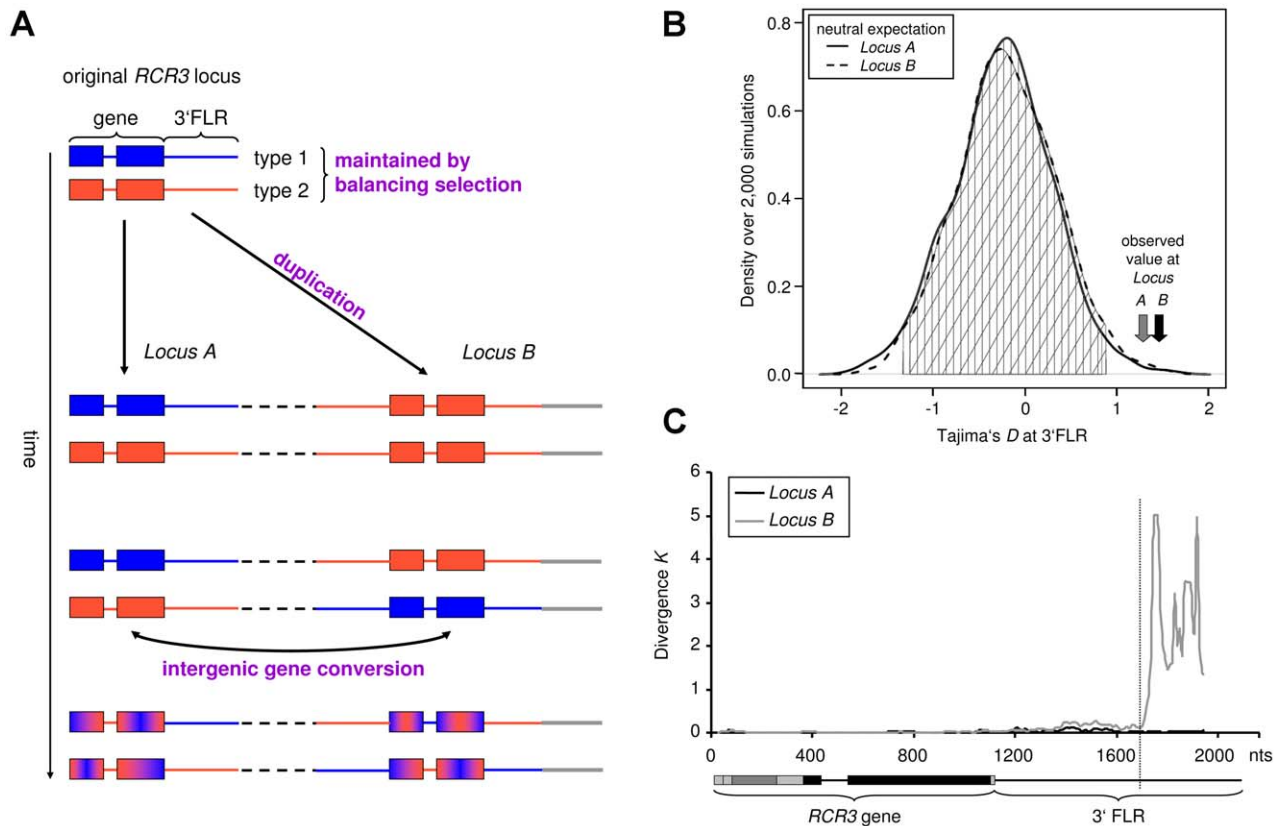 A
original RCR3 locus
gene 3‘FLR
type 1
type 2
maintained by
balancing selection
duplication
Locus A
Locus B
time
intergenic gene conversion
B
neutral expectation
Locus A
Locus B
observed
value at
Locus
A B
Density over 2,000 simulations
0.8
0.6
0.4
0.2
0.0
-2 -1 0 1 2
Tajima‘s D at 3‘FLR
C
Locus A
Locus B
Divergence K
6
5
4
3
2
1
0
0 400 800 1200 1600 2000 nts
RCR3 gene
3‘ FLR